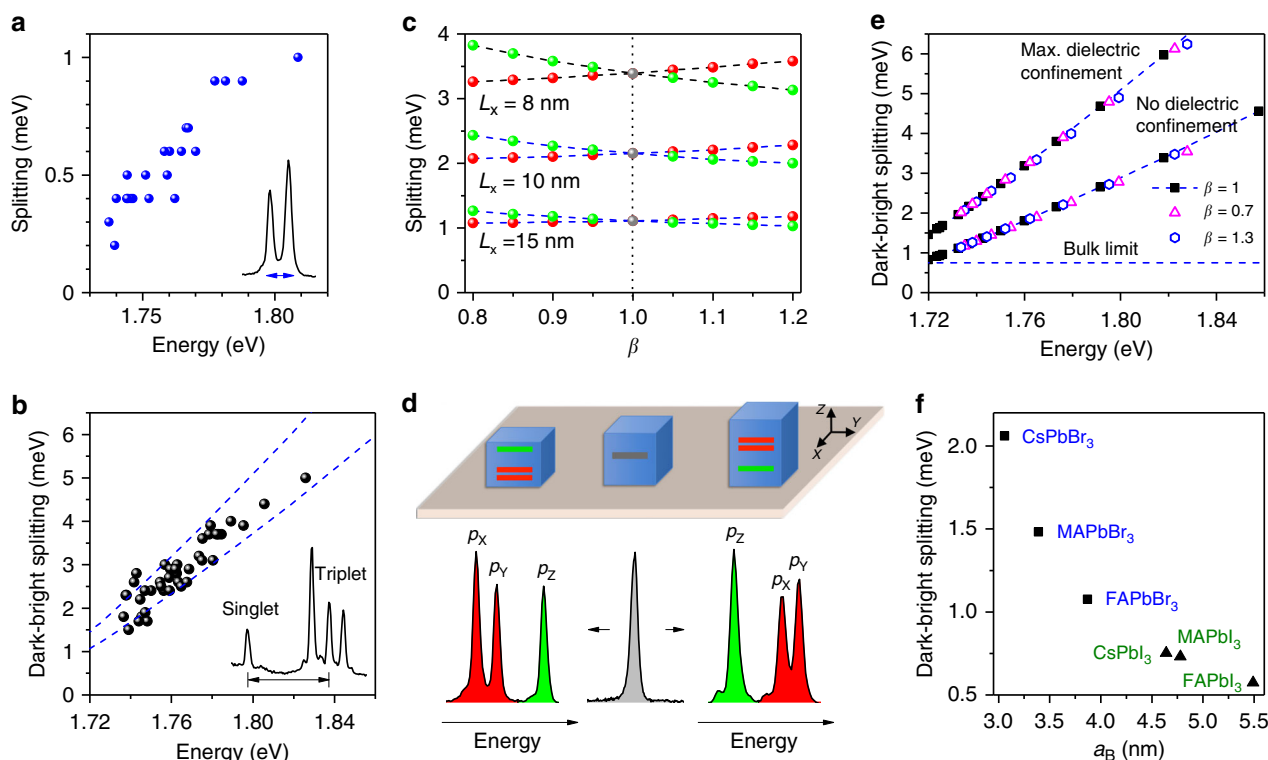 a
Splitting (meV)
1
0.5
0
1.75
1.80
Energy (eV)
b
Dark-bright splitting (meV)
6
5
4
3
2
1
0
Singlet
Triplet
1.72
1.76
1.80
1.84
Energy (eV)
c
Splitting (meV)
4
3
2
1
0
Lx = 8 nm
Lx = 10 nm
Lx =15 nm
0.8
0.9
1.0
1.1
1.2
β
d
Z
Y
X
pX
pY
pZ
pZ
pX
pY
Energy
Energy
e
Dark-bright splitting (meV)
6
5
4
3
2
1
0
Max. dielectric
confinement
No dielectric
confinement
β = 1
β = 0.7
β = 1.3
Bulk limit
1.72
1.76
1.80
1.84
Energy (eV)
f
Dark-bright splitting (meV)
2.0
1.5
1.0
0.5
CsPbBr3
MAPbBr3
FAPbBr3
CsPbI3
MAPbI3
FAPbI3
3.0
3.5
4.0
4.5
5.0
5.5
aB (nm)